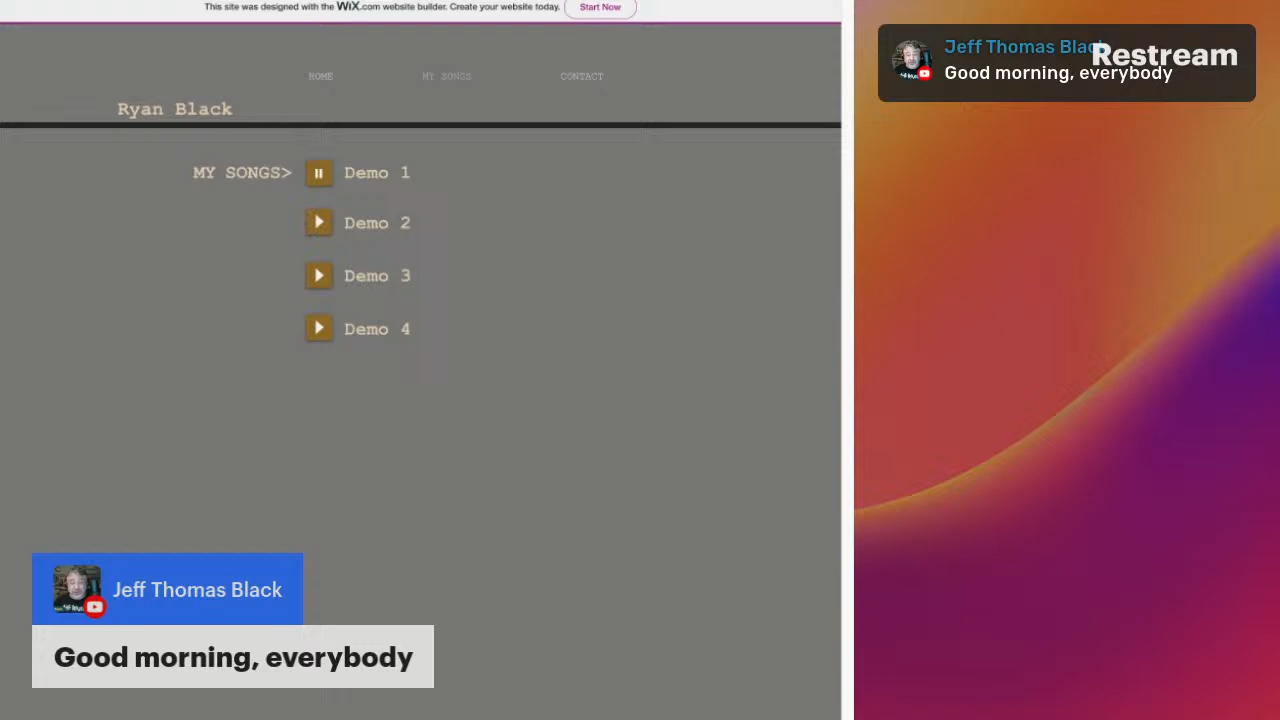 This site was designed with the WiX.com website builder. Create your website today. Start Now
HOME MY SONGS CONTACT
Ryan Black
MY SONGS> Demo 1
Demo 2
Demo 3
Demo 4
Jeff Thomas Black
Good morning, everybody
Jeff Thomas Blac
Restream
Good morning, everybody